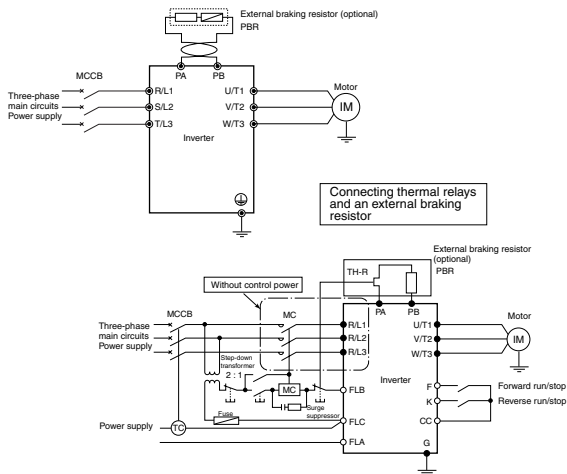 External braking resistor (optional)
PBR
PA PB
MCCB
Three-phase
main circuits
Power supply
R/L1
S/L2
T/L3
U/T1
V/T2
W/T3
Inverter
Motor
IM
Connecting thermal relays
and an external braking
resistor
External braking resistor
(optional)
PBR
TH-R
PA PB
Without control power
MCCB
MC
Three-phase
main circuits
Power supply
R/L1
R/L2
R/L3
U/T1
V/T2
W/T3
Motor
IM
Step-down
transformer
2 : 1
MC
Surge
suppressor
Fuse
Power supply
TC
FLB
FLC
FLA
Inverter
F
K
CC
G
Forward run/stop
Reverse run/stop